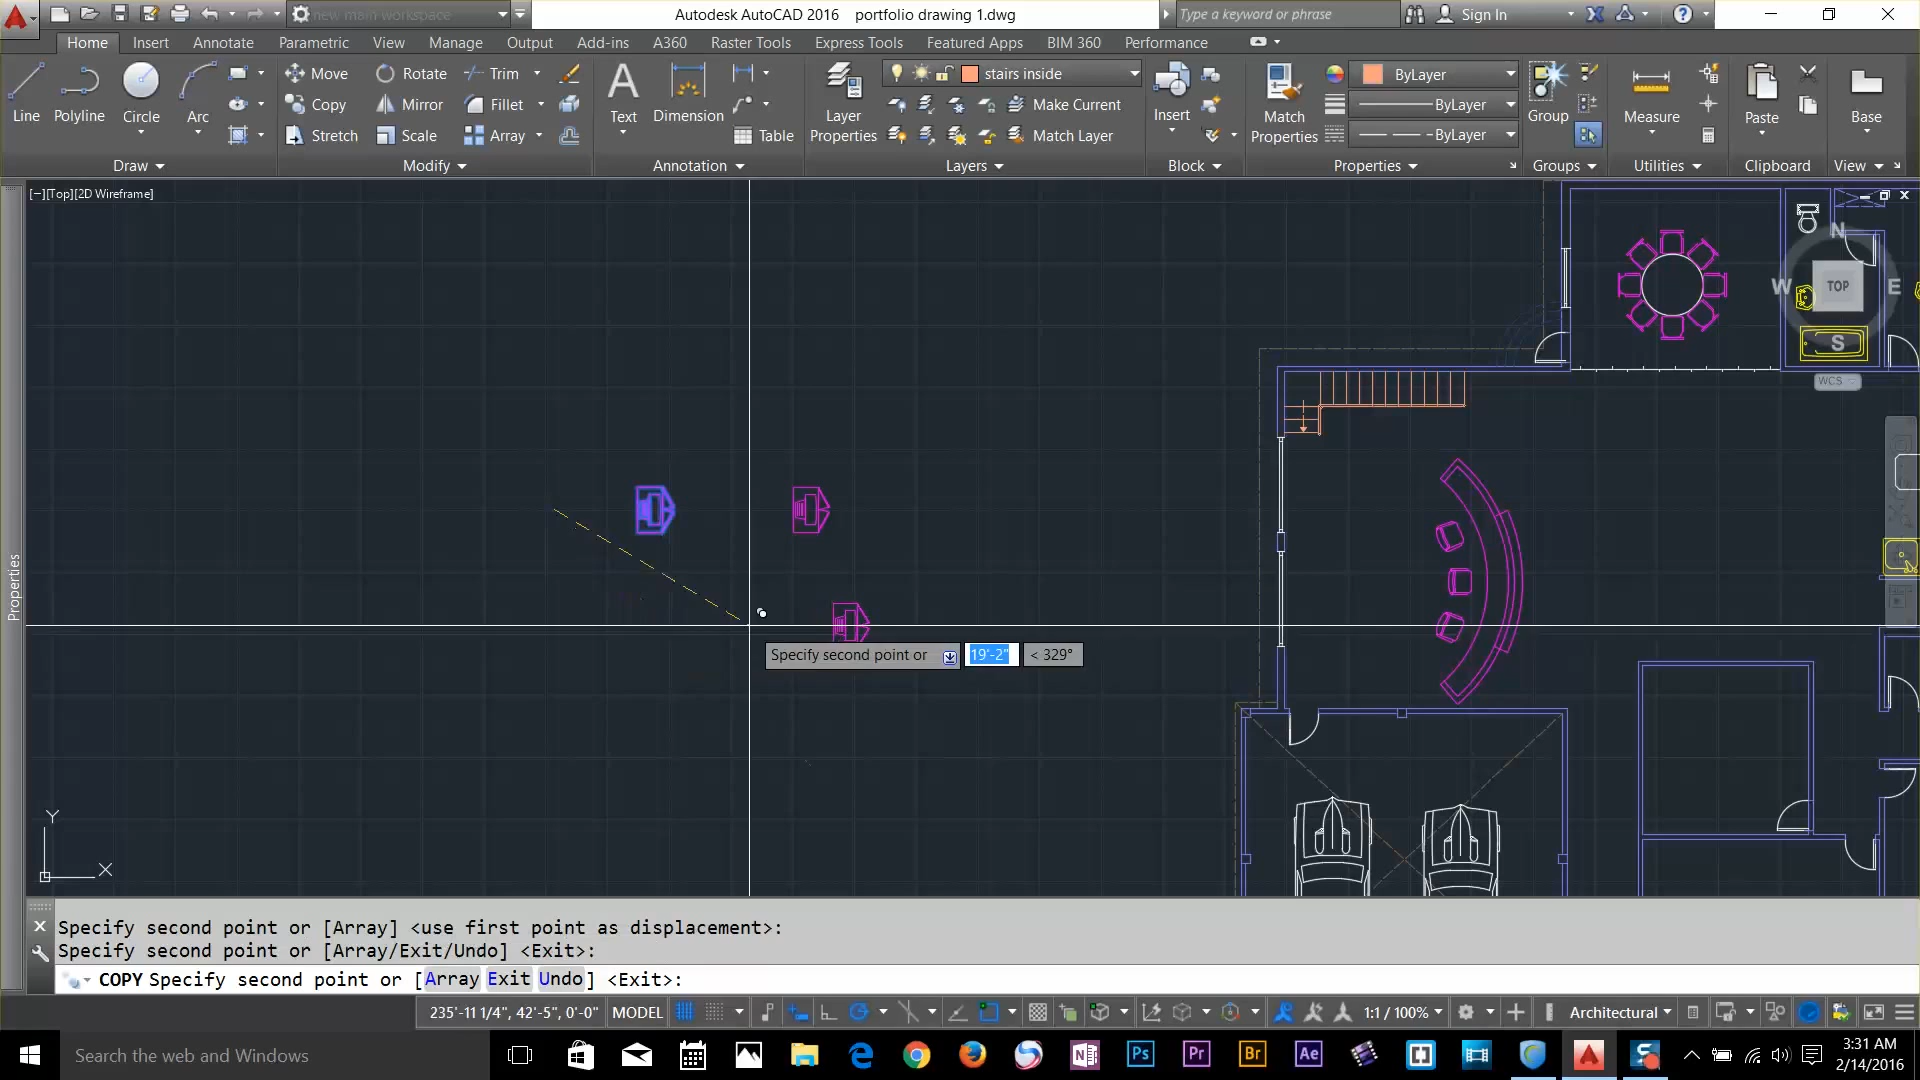 new main workspace
Autodesk AutoCAD 2016 portfolio drawing 1.dwg
Type a keyword or phrase
Sign In
Home Insert Annotate Parametric View Manage Output Add-ins A360 Raster Tools Express Tools Featured Apps BIM 360 Performance
Line Polyline Circle Arc
Move Rotate Trim
Copy Mirror Fillet
Stretch Scale Array
Text Dimension Table
Layer Properties
stairs inside
Make Current
Match Layer
Insert
Match Properties
ByLayer
ByLayer
ByLayer
Group
Measure
Paste
Base
Draw Modify Annotation Layers Block Properties Groups Utilities Clipboard View
[−][Top][2D Wireframe]
N
W TOP E
S
WCS
Properties
Specify second point or 19'-2" < 329°
Y
X
Specify second point or [Array] <use first point as displacement>:
Specify second point or [Array/Exit/Undo] <Exit>:
COPY Specify second point or [Array Exit Undo] <Exit>:
235'-11 1/4", 42'-5", 0'-0" MODEL 1:1 / 100% Architectural
Search the web and Windows
Ps Pr Br Ae
3:31 AM
2/14/2016